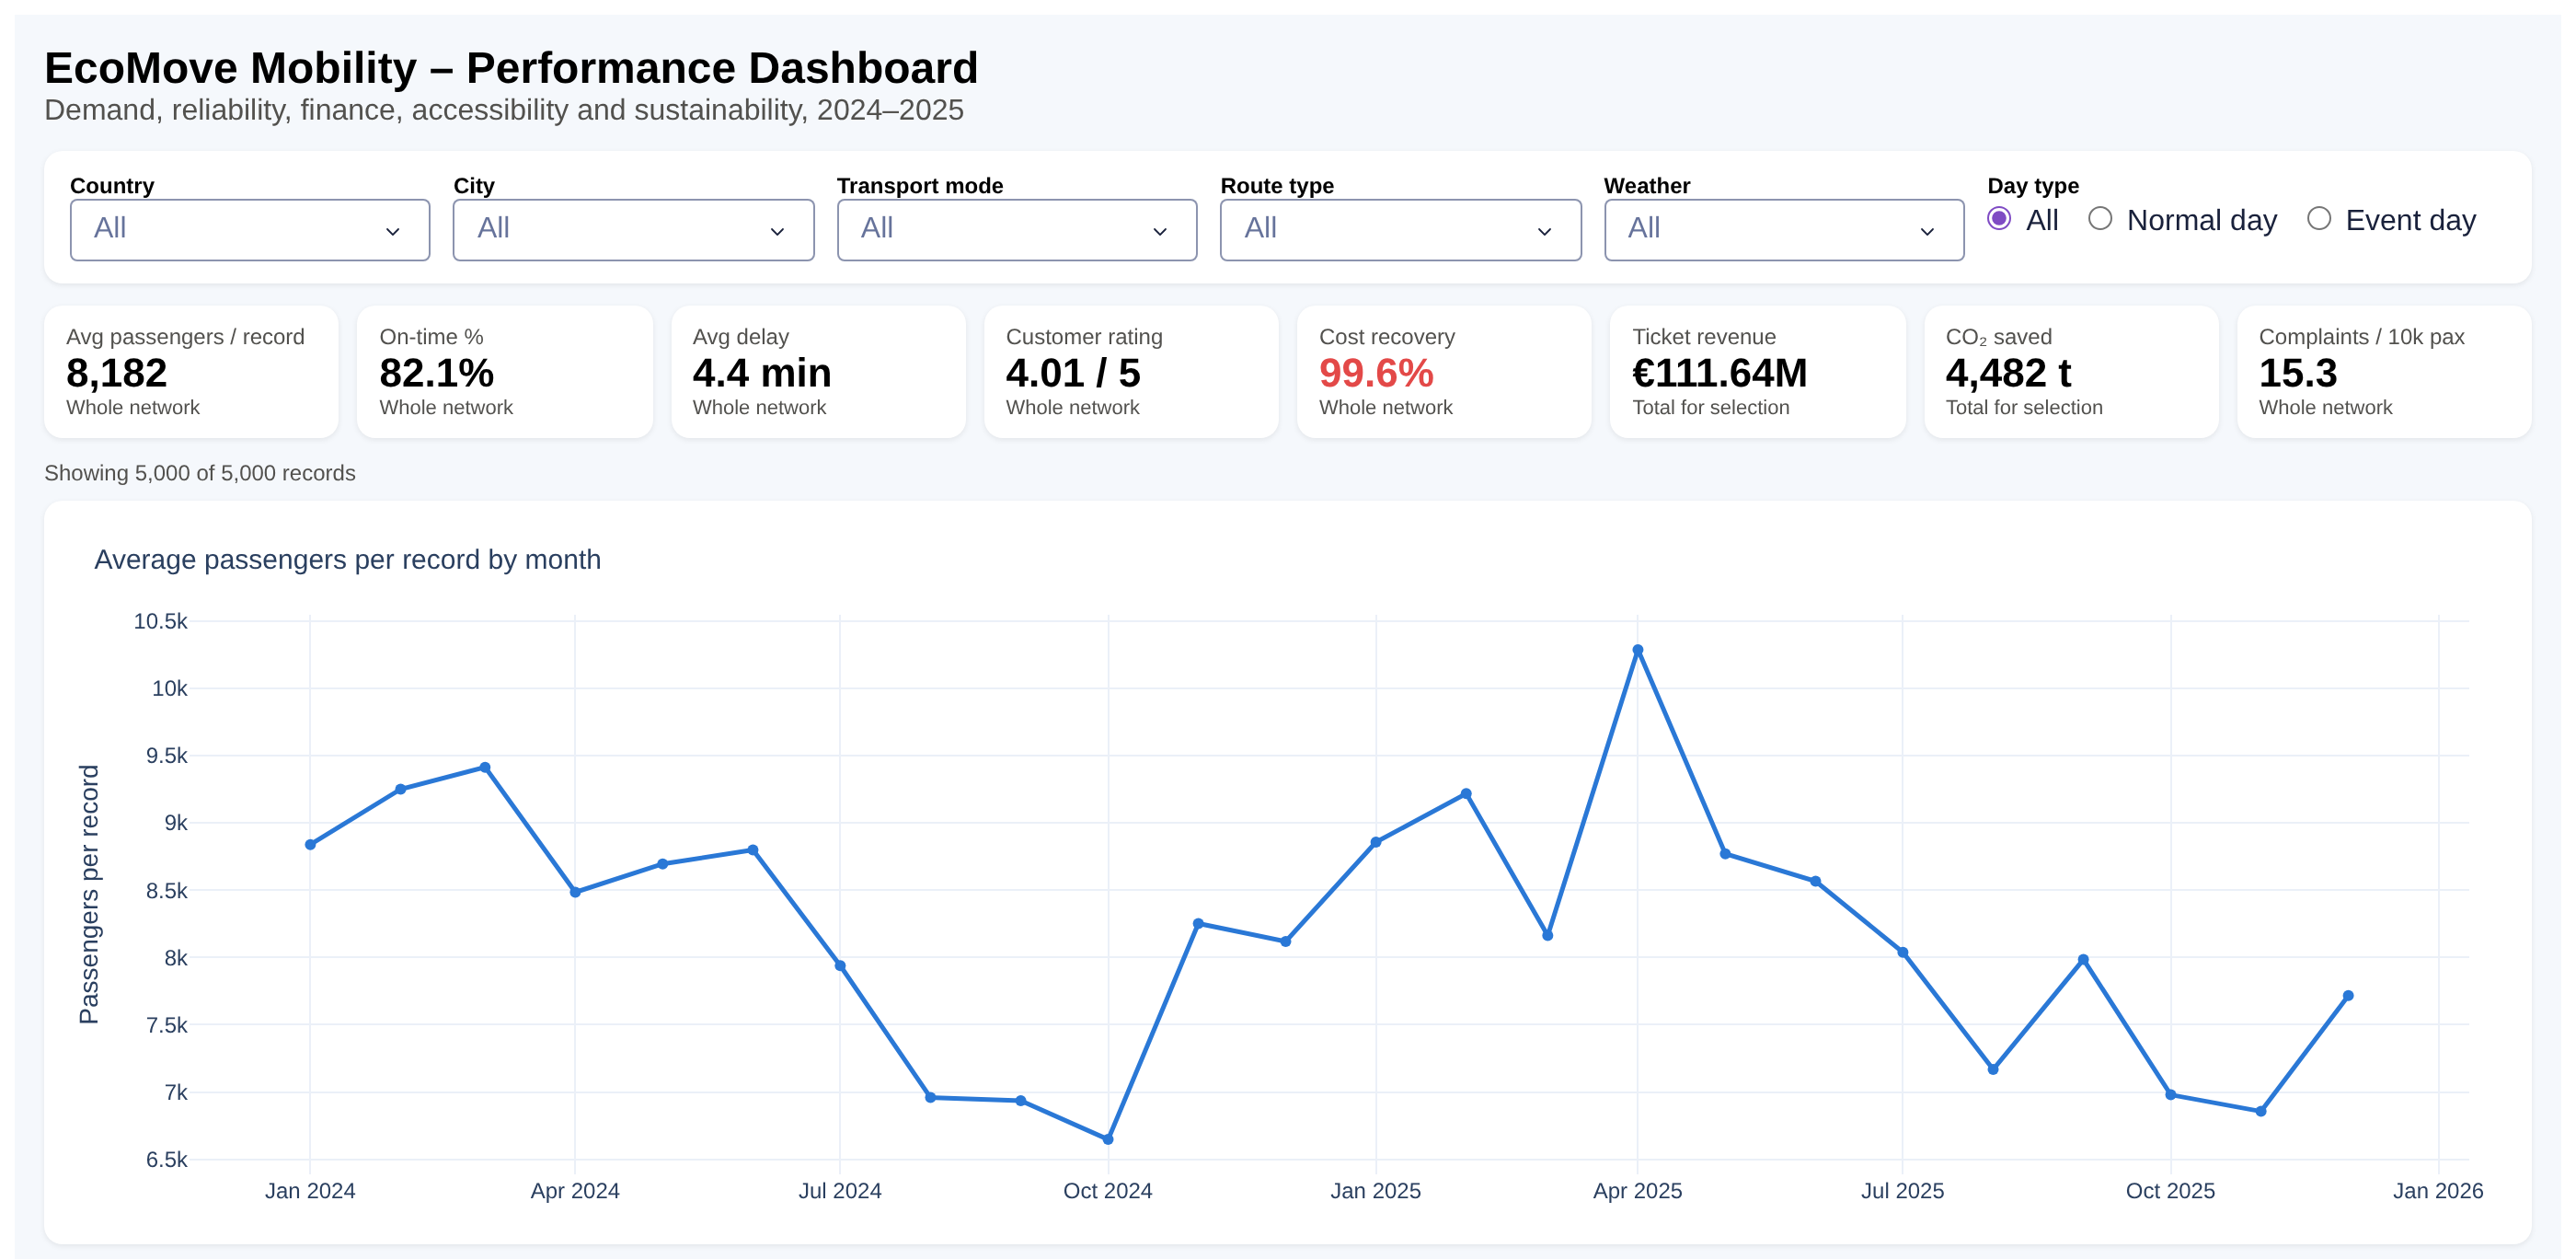 EcoMove Mobility – Performance Dashboard
Demand, reliability, finance, accessibility and sustainability, 2024–2025
Country City Transport mode Route type Weather Day type
All All All All All All Normal day Event day
Avg passengers / record On-time % Avg delay Customer rating Cost recovery Ticket revenue CO₂ saved Complaints / 10k pax
8,182 82.1% 4.4 min 4.01 / 5 99.6% €111.64M 4,482 t 15.3
Whole network Whole network Whole network Whole network Whole network Total for selection Total for selection Whole network
Showing 5,000 of 5,000 records
Average passengers per record by month
Passengers per record
10.5k
10k
9.5k
9k
8.5k
8k
7.5k
7k
6.5k
Jan 2024 Apr 2024 Jul 2024 Oct 2024 Jan 2025 Apr 2025 Jul 2025 Oct 2025 Jan 2026